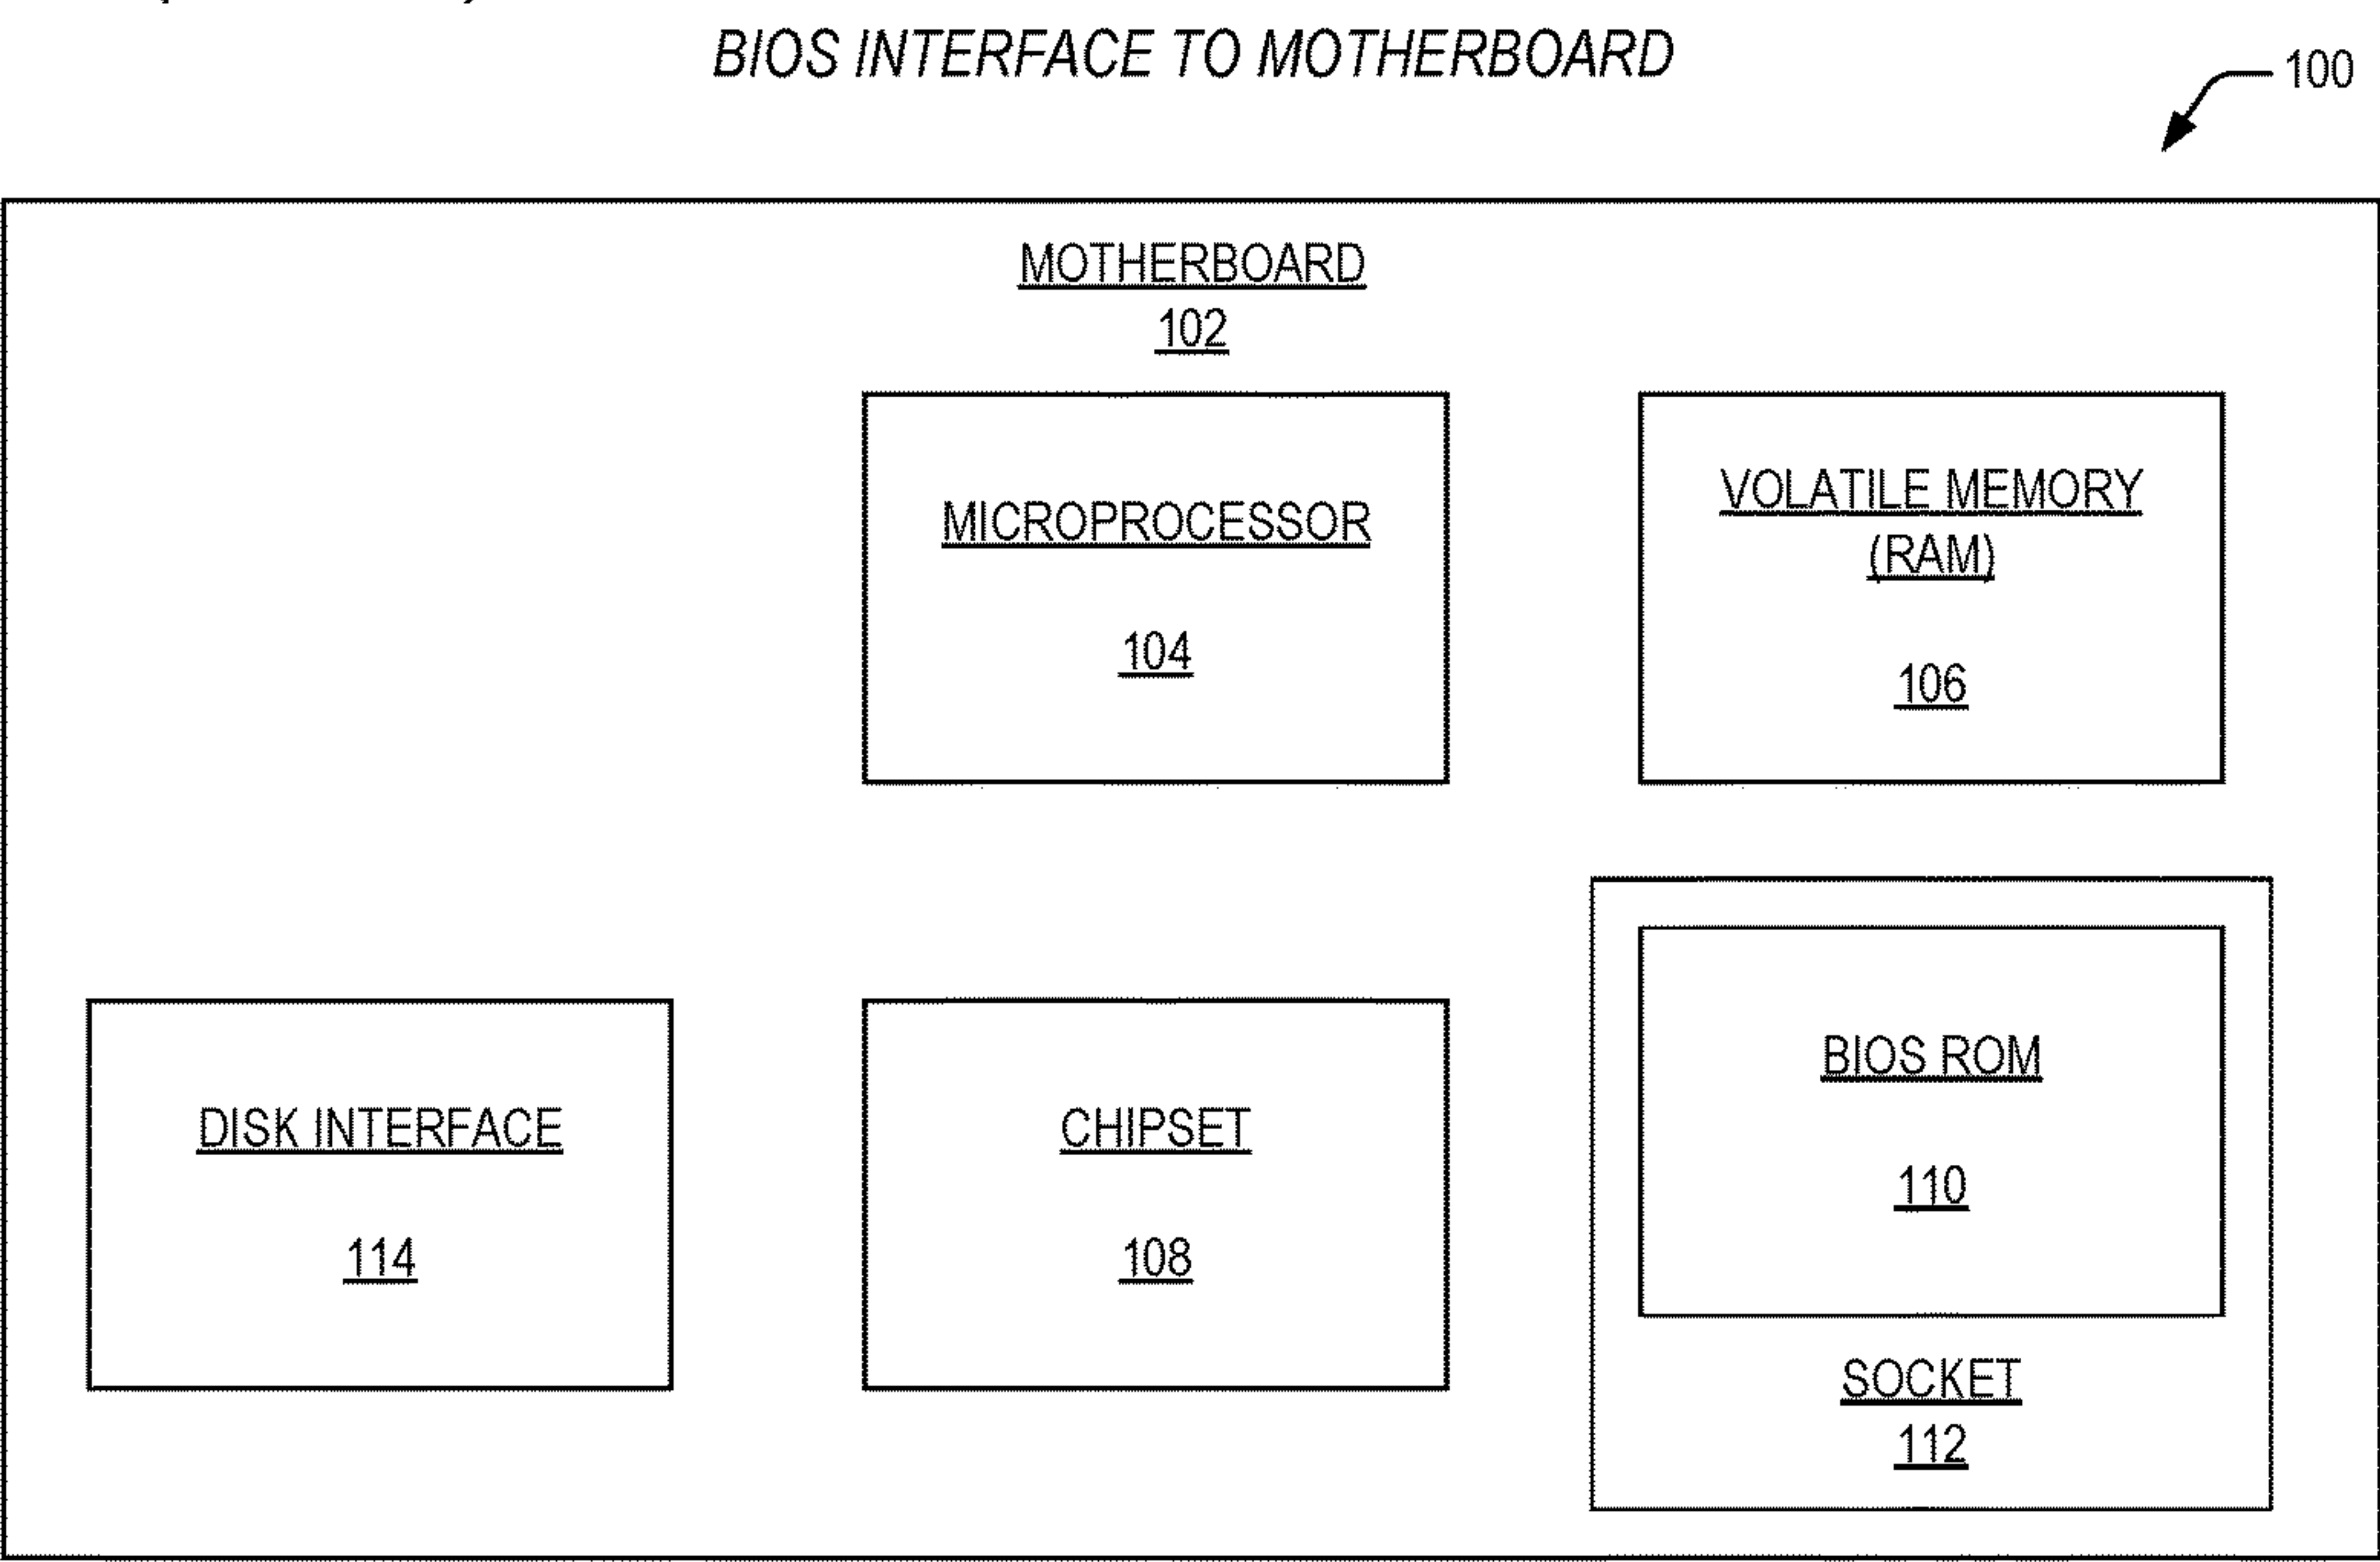 BIOS INTERFACE TO MOTHERBOARD
100
MOTHERBOARD
102
MICROPROCESSOR
104
VOLATILE MEMORY
(RAM)
106
DISK INTERFACE
114
CHIPSET
108
BIOS ROM
110
SOCKET
112